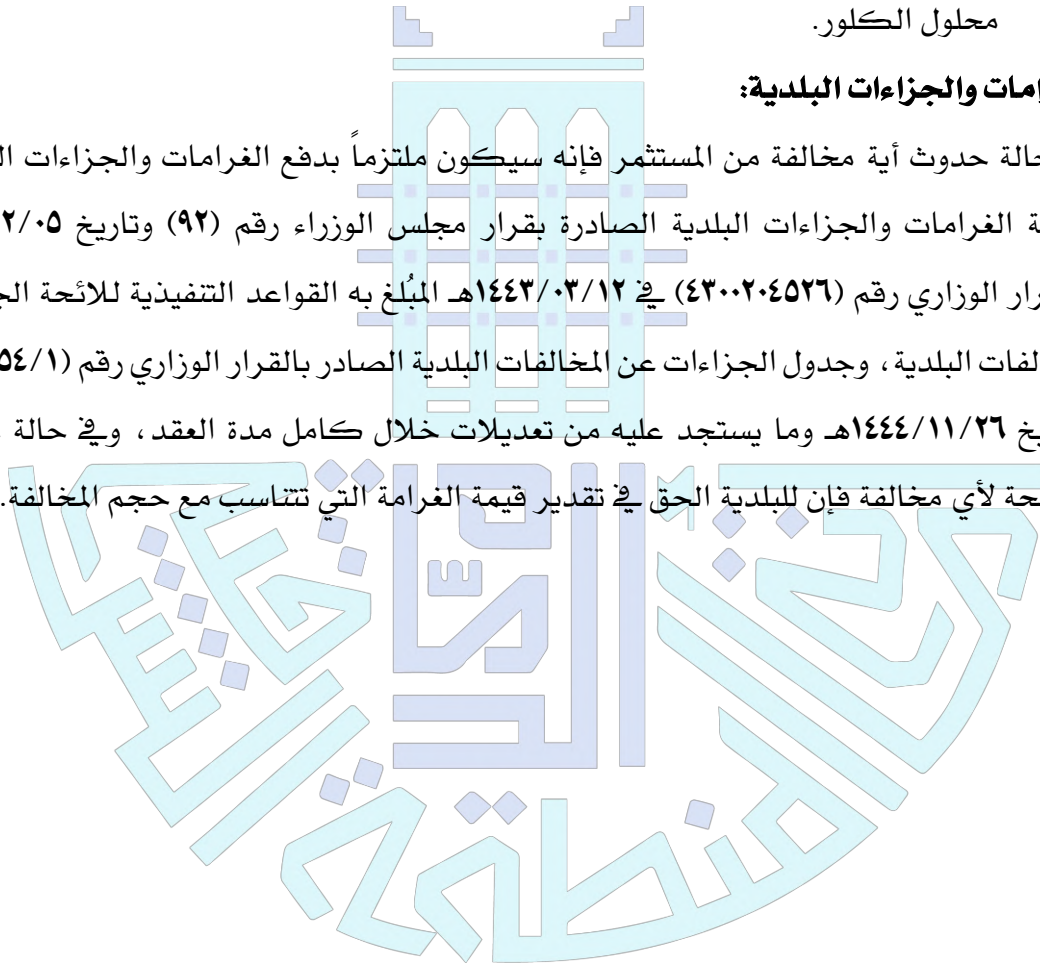 محلول الكلور.
امات والجزاءات البلدية:
حالة حدوث أية مخالفة من المستثمر فإنه سيكون ملتزماً بدفع الغرامات والجزاءات
الغرامات والجزاءات البلدية الصادرة بقرار مجلس الوزراء رقم (٩٢) وتاريخ ٢/٠٥
رار الوزاري رقم (٤٣٠٠٢٠٤٥٢٦) في ١٤٤٣/٠٣/١٢هـ المبُلغ به القواعد التنفيذية للائحة
لفات البلدية، وجدول الجزاءات عن المخالفات البلدية الصادر بالقرار الوزاري رقم (٥٤/١
يخ ١٤٤٤/١١/٢٦هـ وما يستجد عليه من تعديلات خلال كامل مدة العقد، وفي حالة
حة لأي مخالفة فإن للبلدية الحق في تقدير قيمة الغرامة التي تتناسب مع حجم المخالفة.